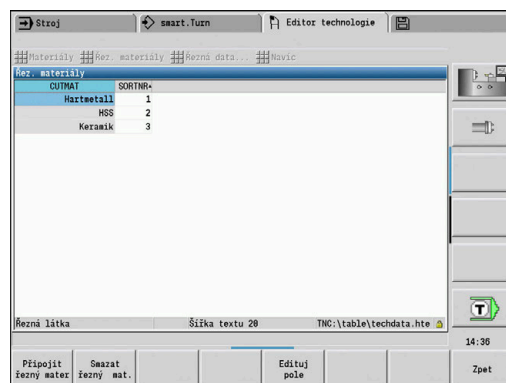 Stroj
smart.Turn
Editor technologie
Materiály
Řez. materiály
Řezná data...
Navíc
Řez. materiály
CUTMAT SORTNR
Hartmetall 1
HSS 2
Keramik 3
Řezná látka Šířka textu 20 TNC:\table\techdata.hte
T
14:36
Připojit řezný mater
Smazat řezný mat.
Edituj pole
Zpet